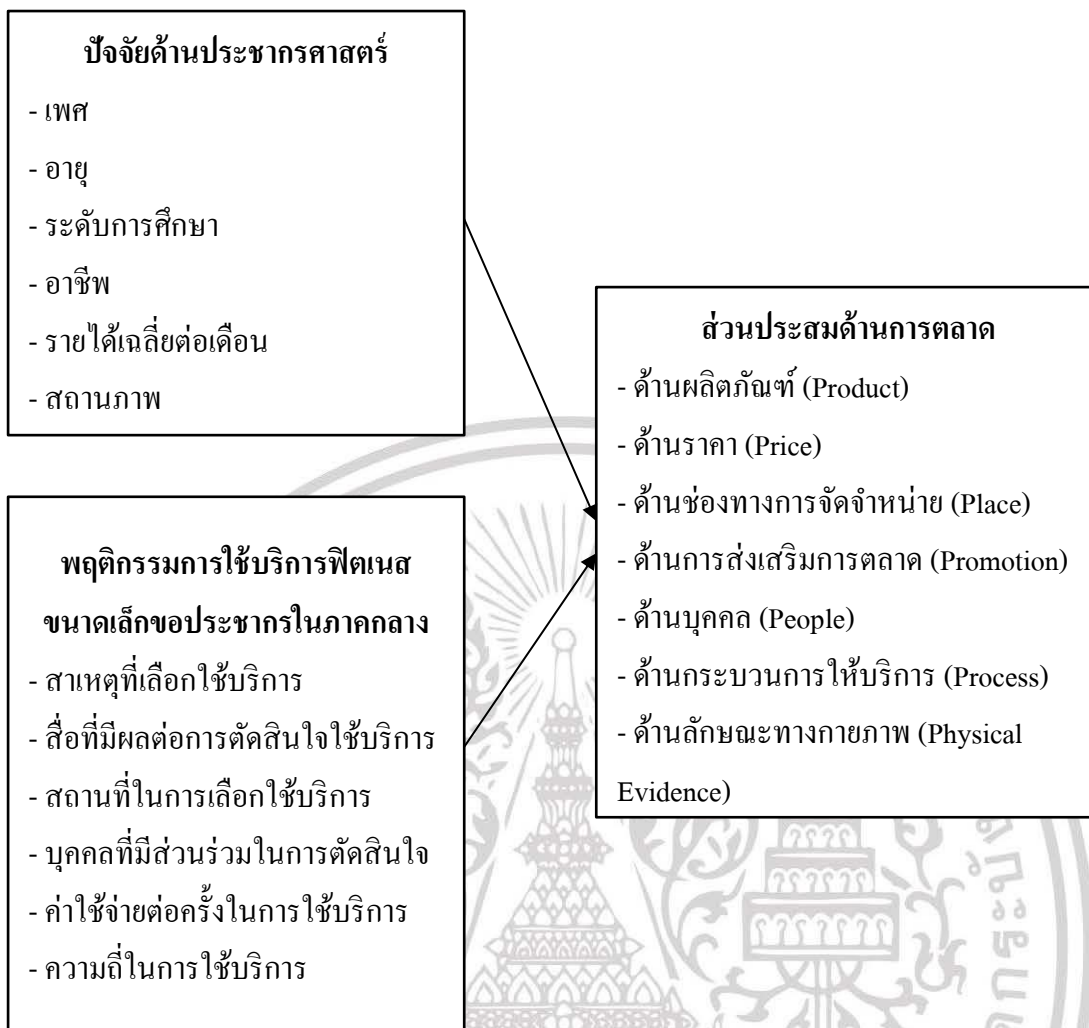 ปัจจัยด้านประชากรศาสตร์
- เพศ
- อายุ
- ระดับการศึกษา
- อาชีพ
- รายได้เฉลี่ยต่อเดือน
- สถานภาพ
พฤติกรรมการใช้บริการฟิตเนส
ขนาดเล็กขอประชากรในภาคกลาง
- สาเหตุที่เลือกใช้บริการ
- สื่อที่มีผลต่อการตัดสินใจใช้บริการ
- สถานที่ในการเลือกใช้บริการ
- บุคคลที่มีส่วนร่วมในการตัดสินใจ
- ค่าใช้จ่ายต่อครั้งในการใช้บริการ
- ความถี่ในการใช้บริการ
ส่วนประสมด้านการตลาด
- ด้านผลิตภัณฑ์ (Product)
- ด้านราคา (Price)
- ด้านช่องทางการจัดจำหน่าย (Place)
- ด้านการส่งเสริมการตลาด (Promotion)
- ด้านบุคคล (People)
- ด้านกระบวนการให้บริการ (Process)
- ด้านลักษณะทางกายภาพ (Physical
Evidence)